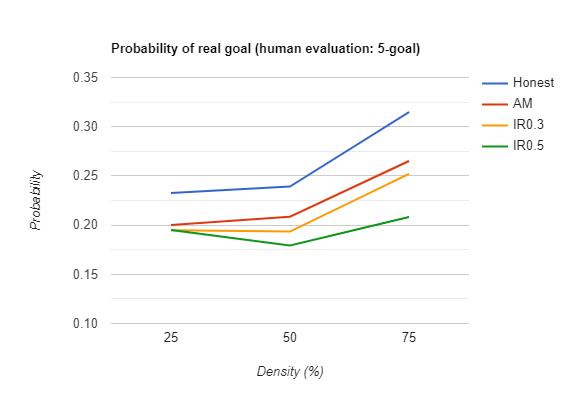 Probability of real goal (human evaluation: 5-goal)
0.35
0.30
0.25
0.20
0.15
0.10
Probability
25 50 75
Density (%)
Honest
AM
IR0.3
IR0.5